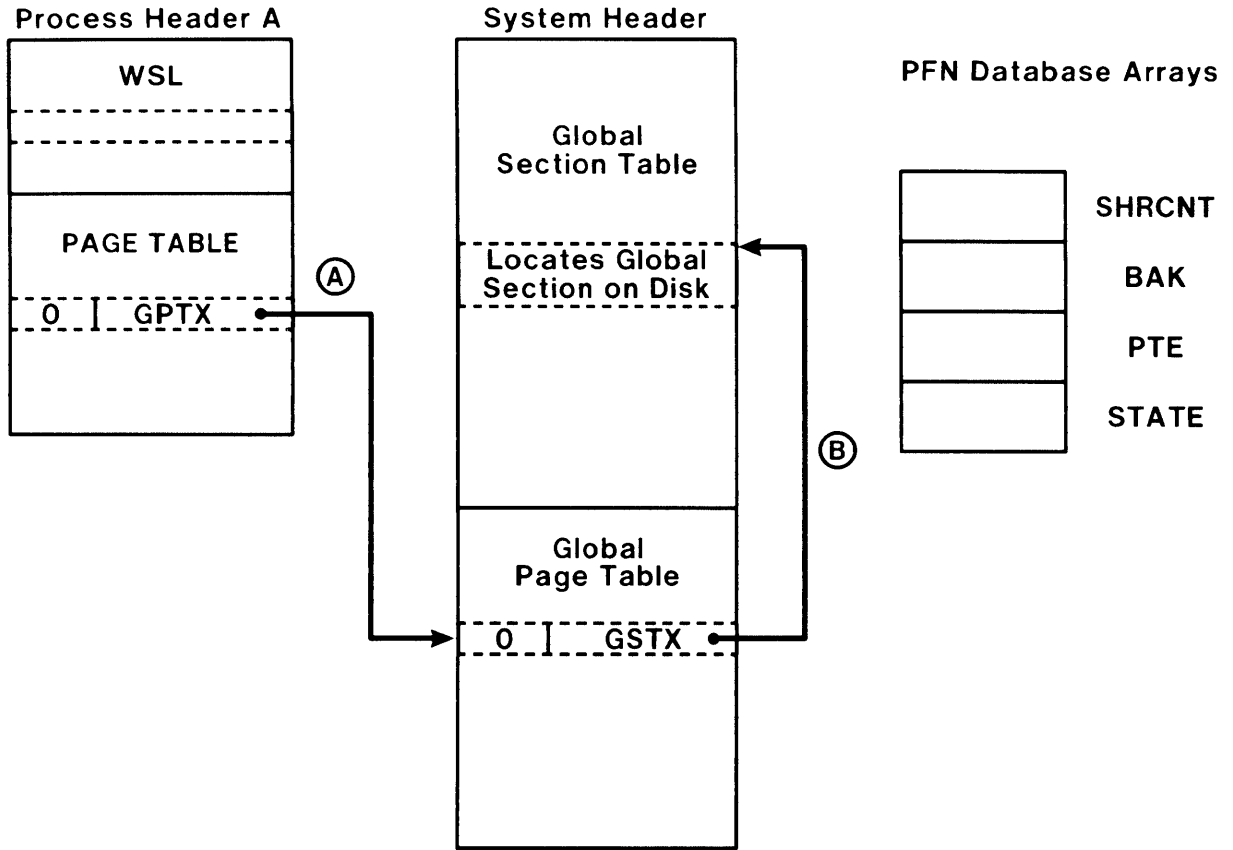 Process Header A
WSL
PAGE TABLE
0 GPTX
A
System Header
Global
Section Table
Locates Global
Section on Disk
B
Global
Page Table
0 GSTX
PFN Database Arrays
SHRCNT
BAK
PTE
STATE